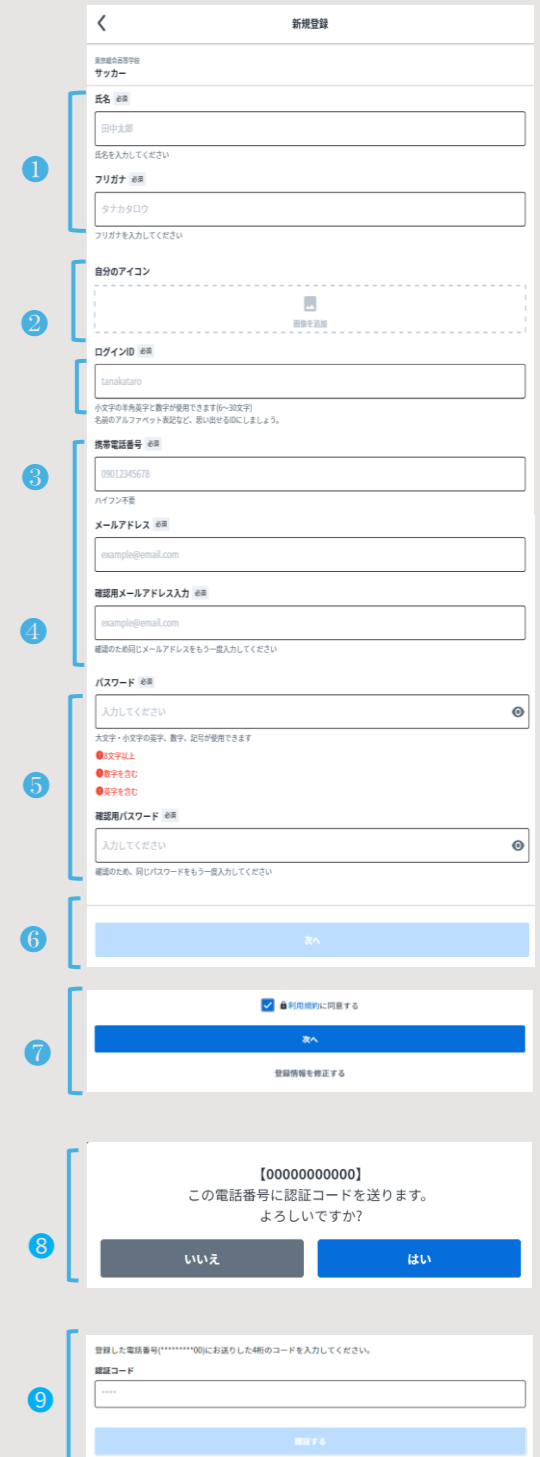 新規登録
東京総合高等学校
サッカー
氏名 必須
田中太郎
氏名を入力してください
1
フリガナ 必須
タナカタロウ
フリガナを入力してください
自分のアイコン
2
画像を追加
ログインID 必須
tanakataro
小文字の半角英字と数字が使用できます(6〜30文字)
名前のアルファベット表記など、思い出せるIDにしましょう。
携帯電話番号 必須
3
09012345678
ハイフン不要
メールアドレス 必須
example@email.com
確認用メールアドレス入力 必須
4
example@email.com
確認のため同じメールアドレスをもう一度入力してください
パスワード 必須
入力してください
大文字・小文字の英字、数字、記号が使用できます
8文字以上
数字を含む
5
英字を含む
確認用パスワード 必須
入力してください
確認のため、同じパスワードをもう一度入力してください
6
次へ
利用規約に同意する
次へ
7
登録情報を修正する
【00000000000】
この電話番号に認証コードを送ります。
よろしいですか?
8
いいえ はい
登録した電話番号(*********00)にお送りした4桁のコードを入力してください。
認証コード
9
****
認証する